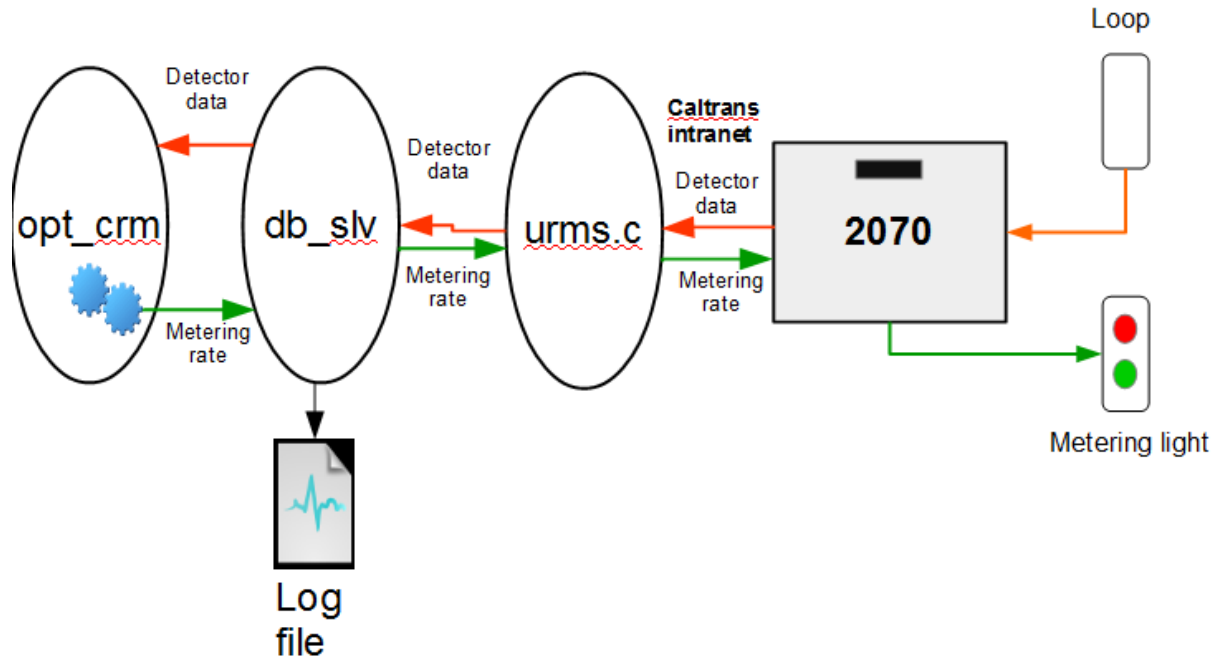 Loop
Detector
data
Caltrans
intranet
Detector
data
Detector
data
opt_crm
db_slv
urms.c
2070
Metering
rate
Metering
rate
Metering
rate
Metering light
Log
file